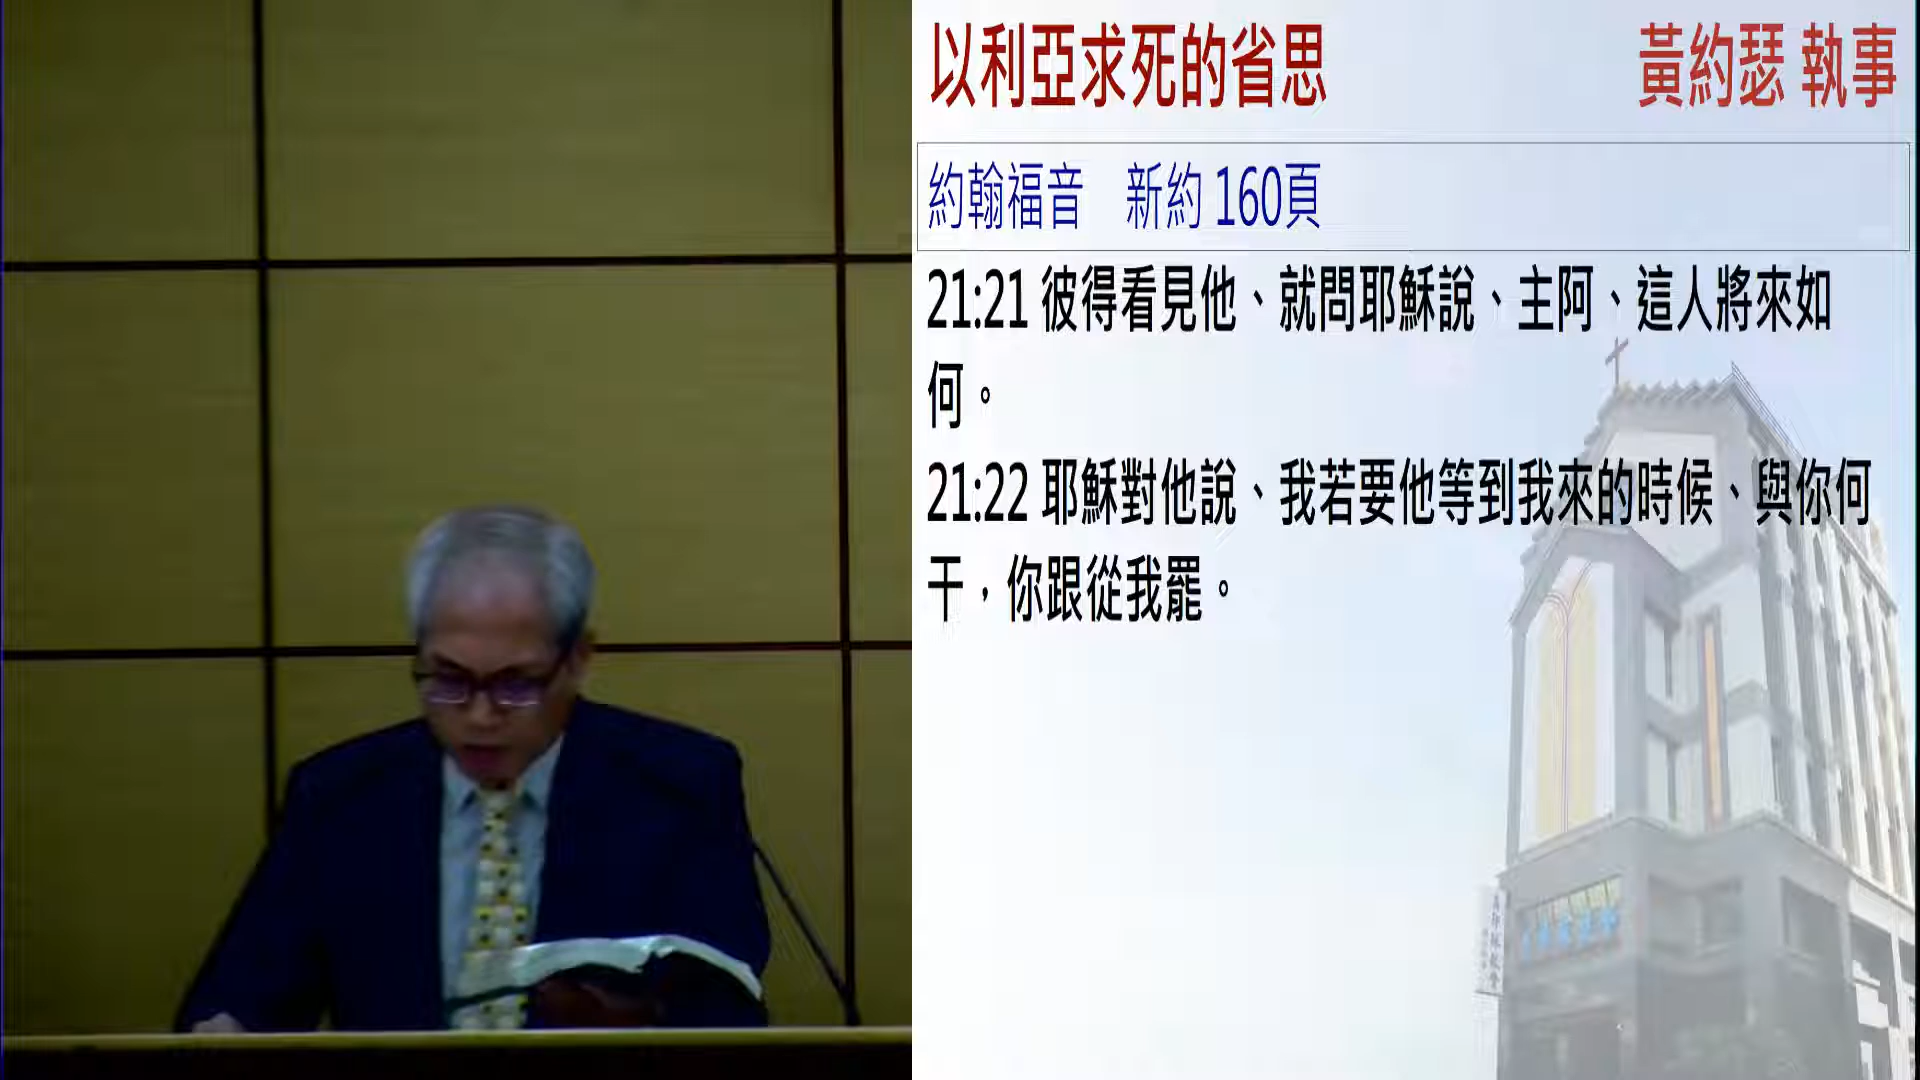 以利亞求死的省思
黃約瑟 執事
約翰福音 新約 160頁
21:21 彼得看見他、就問耶穌說、主阿、這人將來如
何。
21:22 耶穌對他說、我若要他等到我來的時候、與你何
干，你跟從我罷。